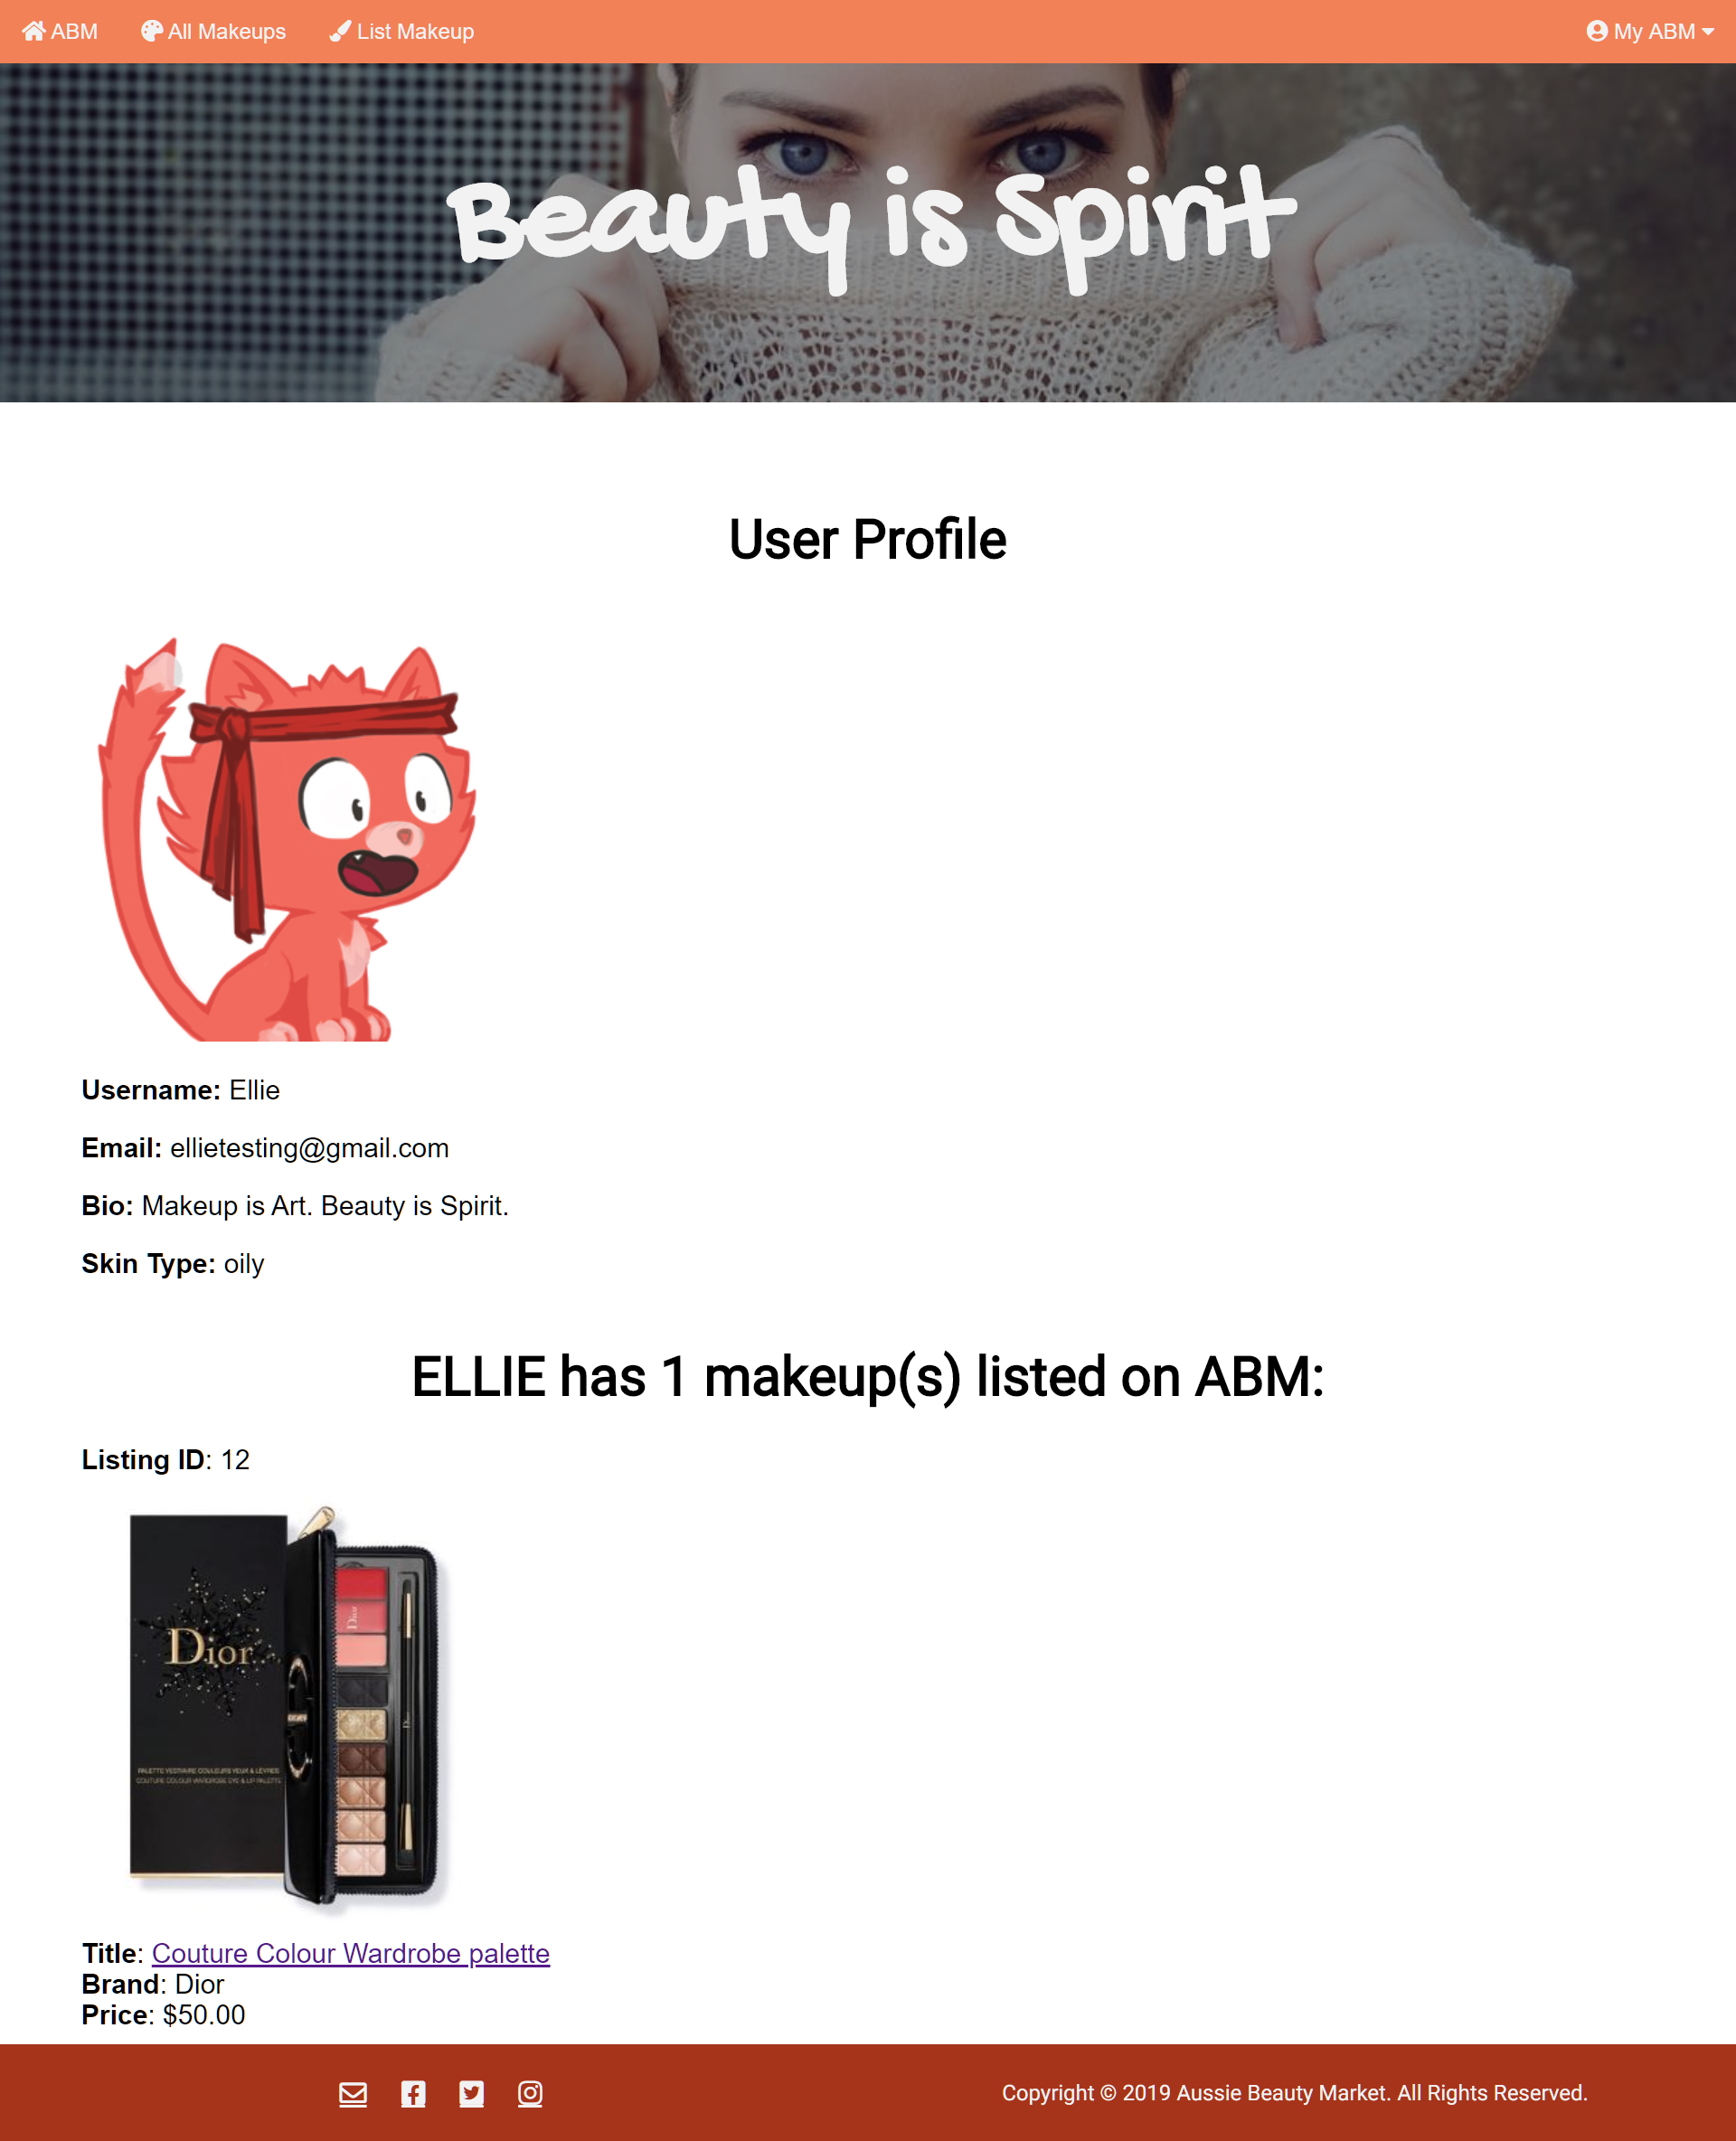 ABM All Makeups List Makeup My ABM
Beauty is Spirit
User Profile
Username: Ellie
Email: ellietesting@gmail.com
Bio: Makeup is Art. Beauty is Spirit.
Skin Type: oily
ELLIE has 1 makeup(s) listed on ABM:
Listing ID: 12
Dior
Dior
PALETTE VESTIAIRE COULEURS YEUX & LÈVRES
COUTURE COLOUR WARDROBE EYE & LIP PALETTE
Title: Couture Colour Wardrobe palette
Brand: Dior
Price: $50.00
Copyright © 2019 Aussie Beauty Market. All Rights Reserved.